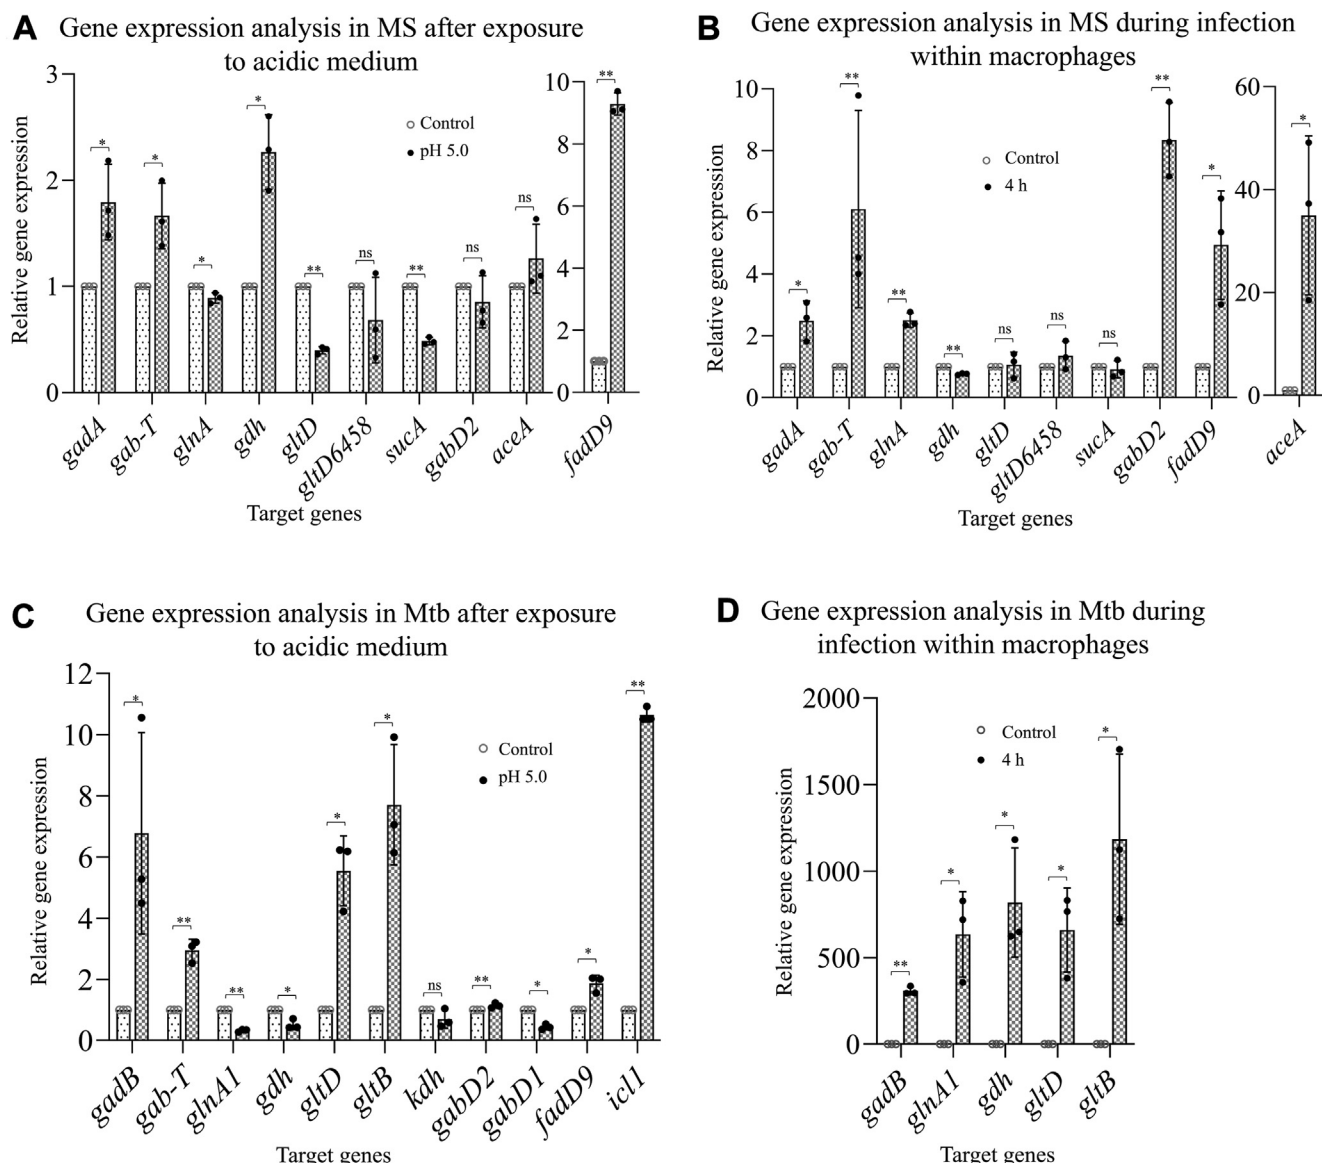 A
Gene expression analysis in MS after exposure
to acidic medium
Relative gene expression
3
2
1
0
10
8
6
4
2
0
Control
pH 5.0
* * * * ** ns ** ns ns **
gadA gab-T glnA gdh gltD gltD6458 sucA gabD2 aceA fadD9
Target genes
B
Gene expression analysis in MS during infection
within macrophages
Relative gene expression
10
8
6
4
2
0
60
40
20
0
Control
4 h
* ** ** ** ns ns ns ** * *
gadA gab-T glnA gdh gltD gltD6458 sucA gabD2 fadD9 aceA
Target genes
C
Gene expression analysis in Mtb after exposure
to acidic medium
Relative gene expression
12
10
8
6
4
2
0
Control
pH 5.0
* ** ** * * * ns ** * * **
gadB gab-T glnA1 gdh gltD gltB kdh gabD2 gabD1 fadD9 icl1
Target genes
D
Gene expression analysis in Mtb during
infection within macrophages
Relative gene expression
2000
1500
1000
500
0
Control
4 h
** * * * *
gadB glnA1 gdh gltD gltB
Target genes